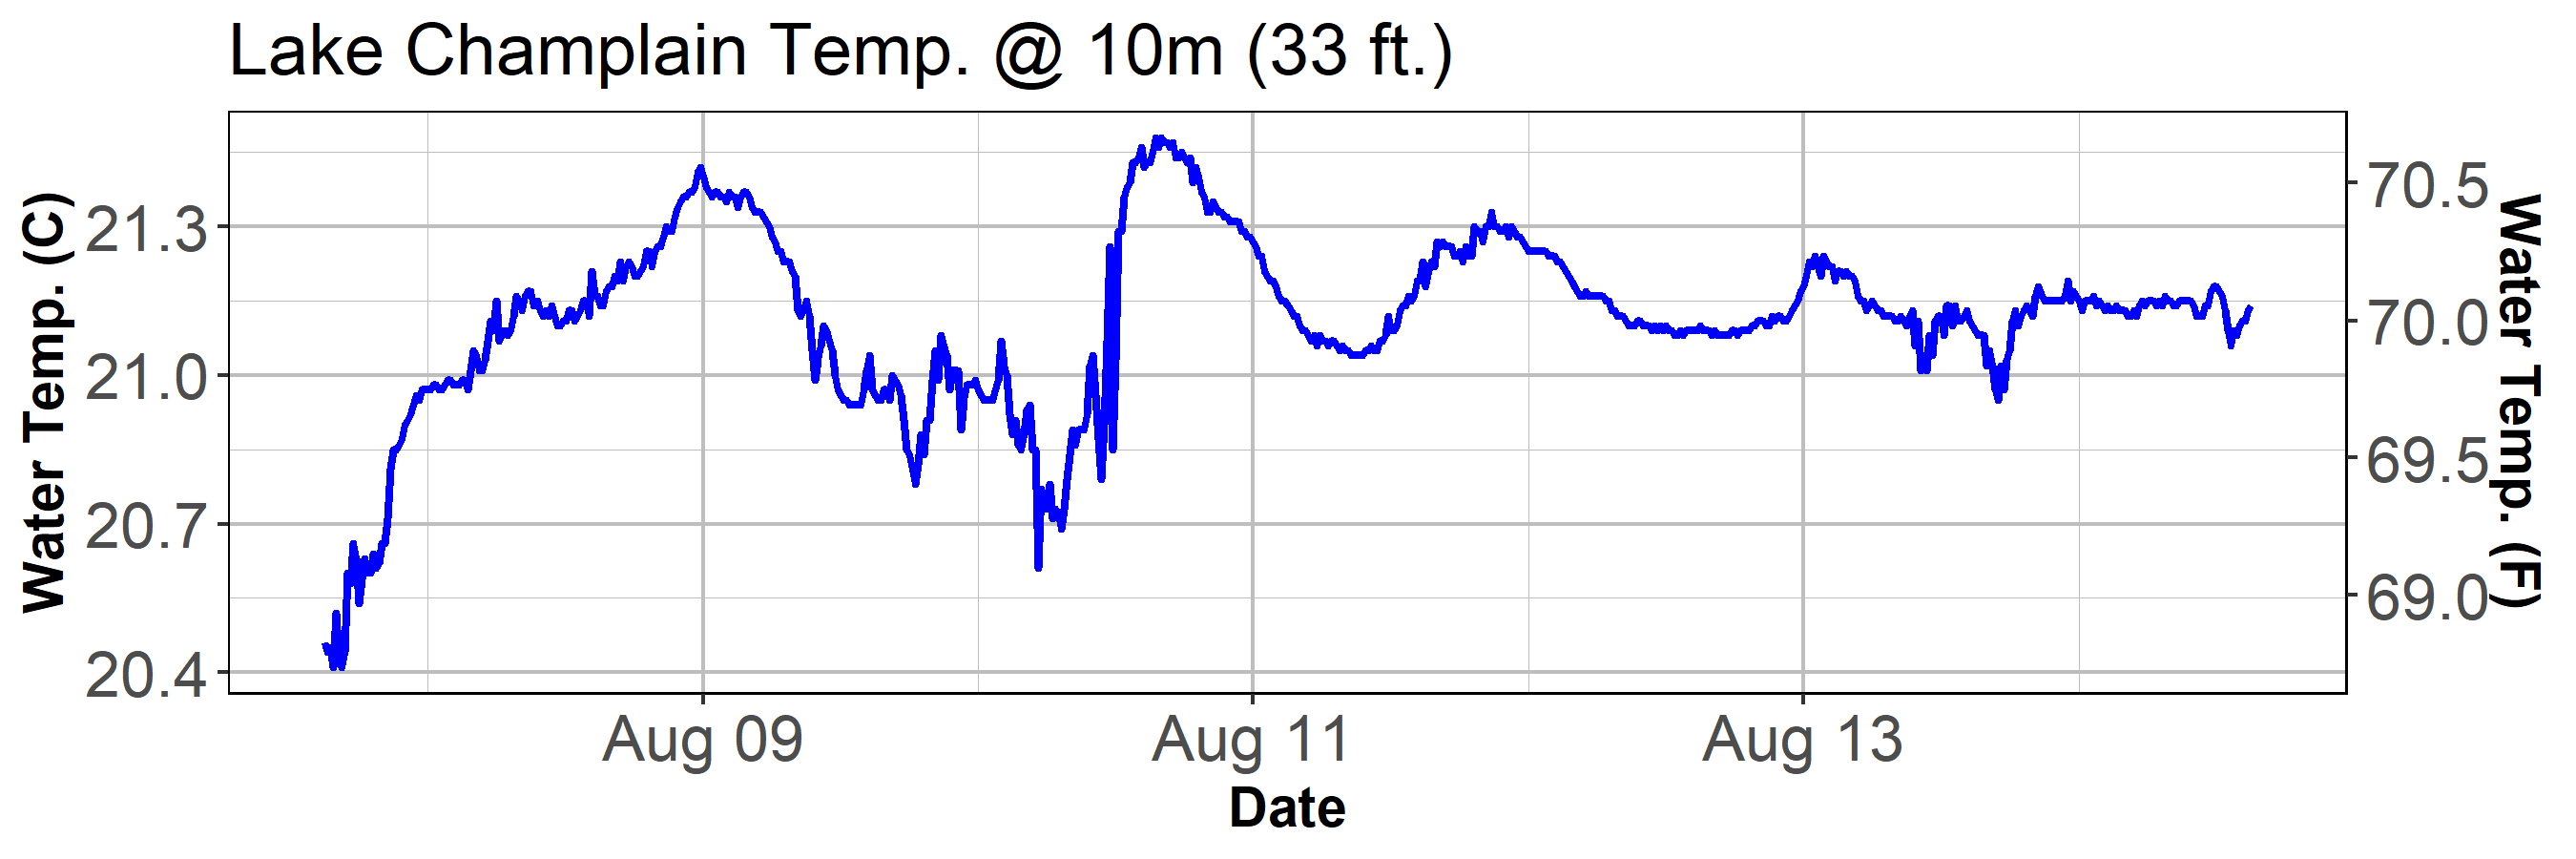 Lake Champlain Temp. @ 10m (33 ft.)
Water Temp. (C)
21.3
21.0
20.7
20.4
70.5
70.0
69.5
69.0
Water Temp. (F)
Aug 09
Aug 11
Aug 13
Date